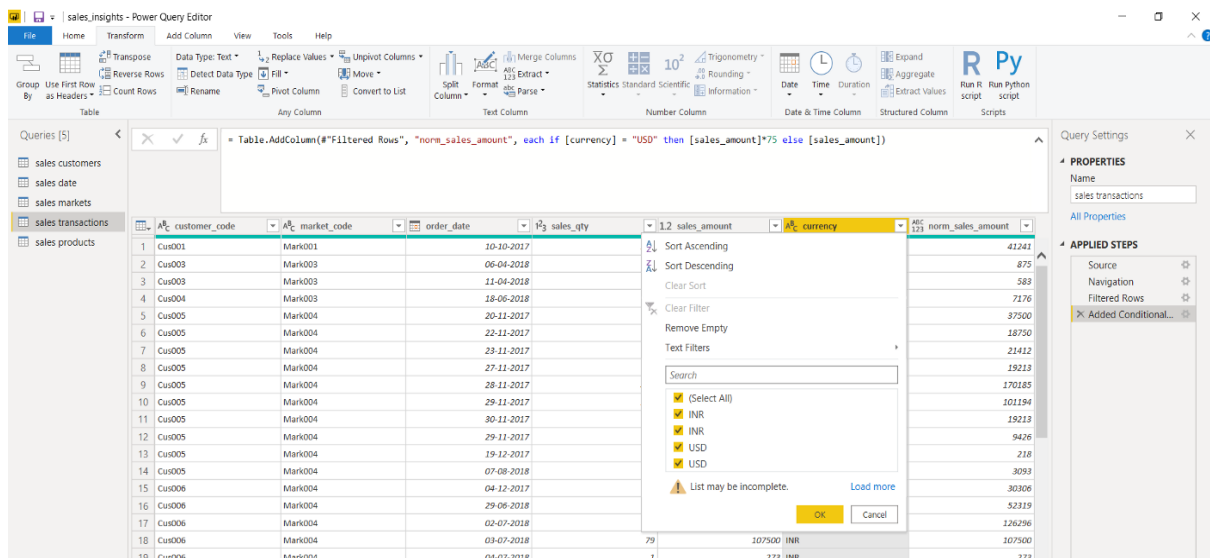 sales_insights - Power Query Editor
File Home Transform Add Column View Tools Help
Group By
Use First Row as Headers
Transpose
Reverse Rows
Count Rows
Table
Data Type: Text
Detect Data Type
Rename
Replace Values
Fill
Pivot Column
Unpivot Columns
Move
Convert to List
Any Column
Split Column
Format
Merge Columns
Extract
Parse
Text Column
Statistics
Standard
Scientific
Trigonometry
Rounding
Information
Number Column
Date
Time
Duration
Date & Time Column
Expand
Aggregate
Extract Values
Structured Column
Run R script
Run Python script
Scripts
Queries [5]
sales customers
sales date
sales markets
sales transactions
sales products
= Table.AddColumn(#"Filtered Rows", "norm_sales_amount", each if [currency] = "USD" then [sales_amount]*75 else [sales_amount])
customer_code market_code order_date sales_qty 1.2 sales_amount currency norm_sales_amount
1 Cus001 Mark001 10-10-2017 41241
2 Cus003 Mark003 06-04-2018 875
3 Cus003 Mark003 11-04-2018 583
4 Cus004 Mark003 18-06-2018 7176
5 Cus005 Mark004 20-11-2017 37500
6 Cus005 Mark004 22-11-2017 18750
7 Cus005 Mark004 23-11-2017 21412
8 Cus005 Mark004 27-11-2017 19213
9 Cus005 Mark004 28-11-2017 170185
10 Cus005 Mark004 29-11-2017 101194
11 Cus005 Mark004 30-11-2017 19213
12 Cus005 Mark004 29-11-2017 9426
13 Cus005 Mark004 19-12-2017 218
14 Cus005 Mark004 07-08-2018 3093
15 Cus006 Mark004 04-12-2017 30306
16 Cus006 Mark004 29-06-2018 52319
17 Cus006 Mark004 02-07-2018 126296
18 Cus006 Mark004 03-07-2018 79 107500 INR 107500
19 Cus006 Mark004 04-07-2018 1 273 INR 273
Sort Ascending
Sort Descending
Clear Sort
Clear Filter
Remove Empty
Text Filters
Search
(Select All)
INR
INR
USD
USD
List may be incomplete. Load more
OK Cancel
Query Settings
PROPERTIES
Name
sales transactions
All Properties
APPLIED STEPS
Source
Navigation
Filtered Rows
Added Conditional...